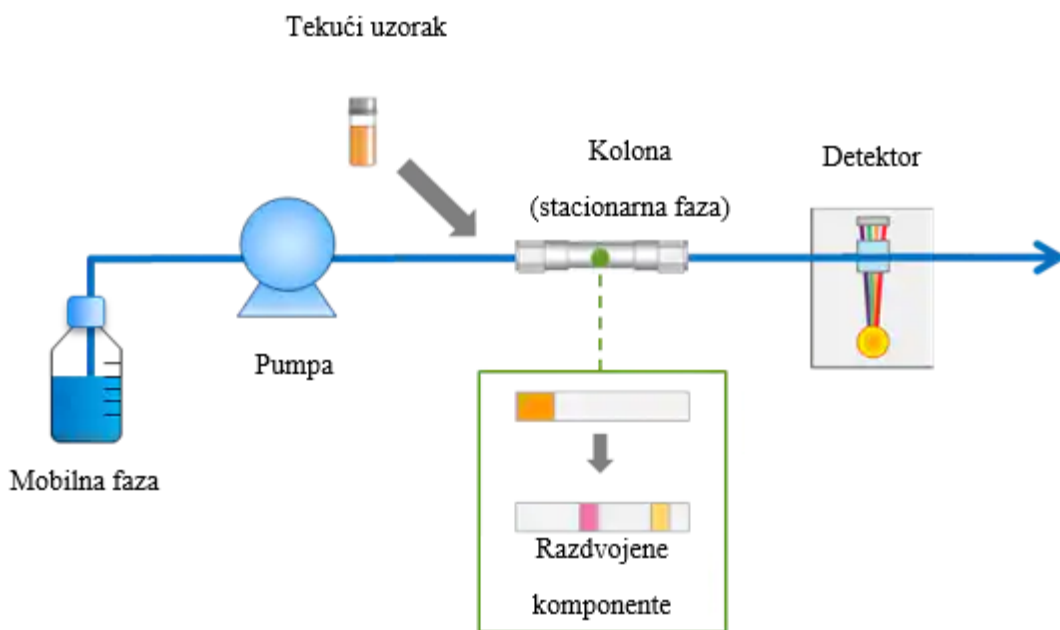 Tekući uzorak
Kolona
(stacionarna faza)
Detektor
Pumpa
Mobilna faza
Razdvojene
komponente